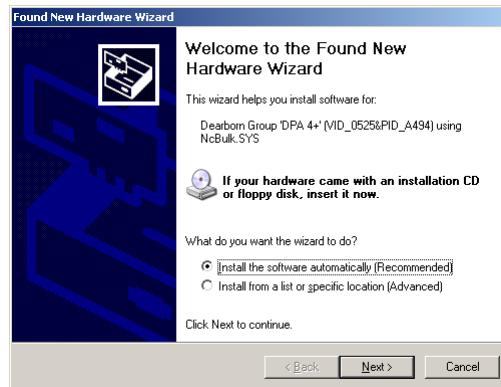 Found New Hardware Wizard
Welcome to the Found New
Hardware Wizard
This wizard helps you install software for:
Dearborn Group 'DPA 4+' (VID_0525&PID_A494) using
NcBulk.SYS
If your hardware came with an installation CD
or floppy disk, insert it now.
What do you want the wizard to do?
Install the software automatically (Recommended)
Install from a list or specific location (Advanced)
Click Next to continue.
< Back
Next >
Cancel